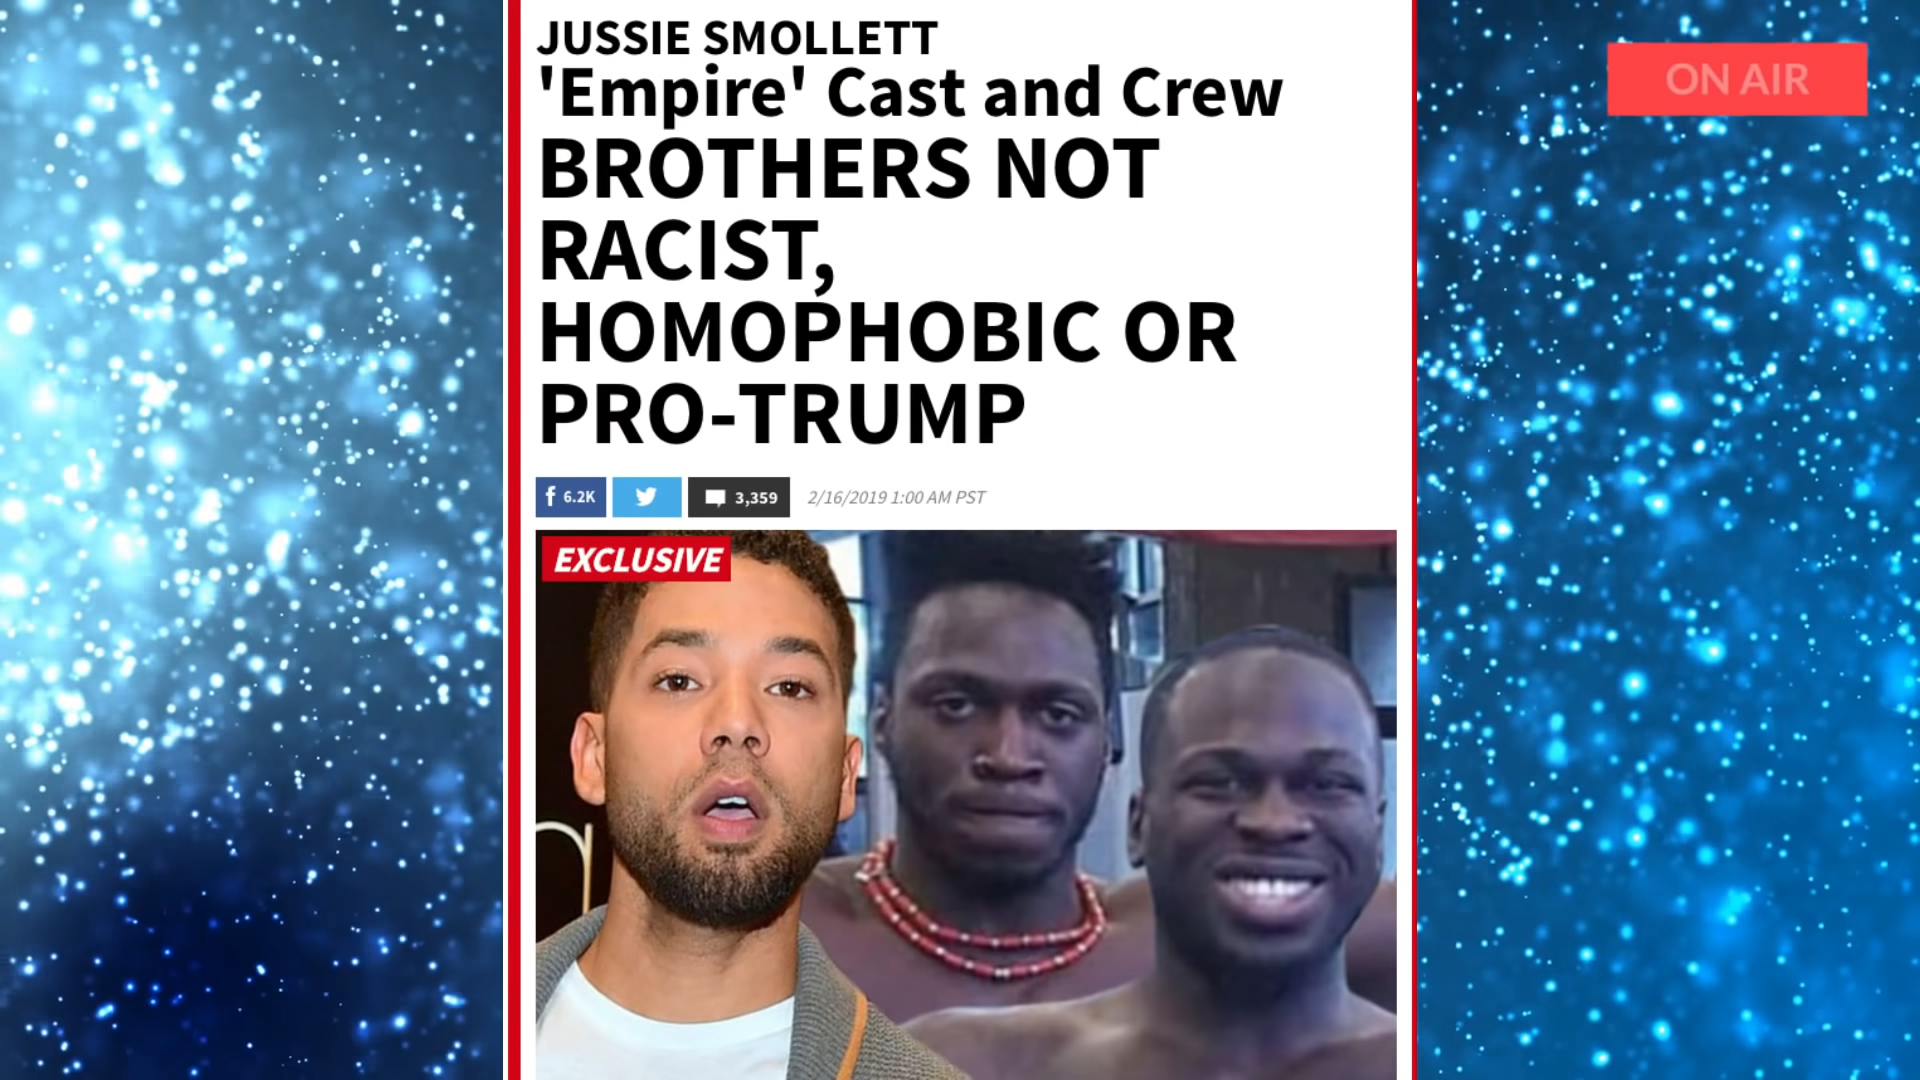 JUSSIE SMOLLETT
'Empire' Cast and Crew
BROTHERS NOT
RACIST,
HOMOPHOBIC OR
PRO-TRUMP
ON AIR
f 6.2K
3,359
2/16/2019 1:00 AM PST
EXCLUSIVE